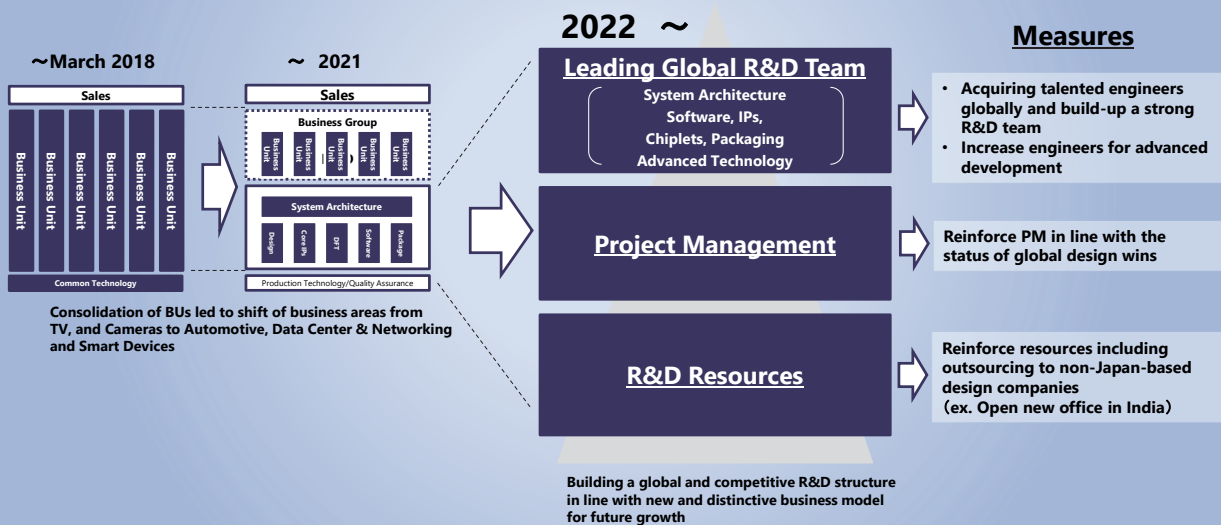 ～March 2018
Sales
Business Unit
Business Unit
Business Unit
Business Unit
Business Unit
Business Unit
Common Technology
～ 2021
Sales
Business Group
Business Unit
Business Unit
Business Unit
Business Unit
Business Unit
System Architecture
Design
Core IPs
DFT
Software
Package
Production Technology/Quality Assurance
Consolidation of BUs led to shift of business areas from
TV, and Cameras to Automotive, Data Center & Networking
and Smart Devices
2022 ～
Leading Global R&D Team
System Architecture
Software, IPs,
Chiplets, Packaging
Advanced Technology
Project Management
R&D Resources
Building a global and competitive R&D structure
in line with new and distinctive business model
for future growth
Measures
• Acquiring talented engineers
globally and build-up a strong
R&D team
• Increase engineers for advanced
development
Reinforce PM in line with the
status of global design wins
Reinforce resources including
outsourcing to non-Japan-based
design companies
（ex. Open new office in India）